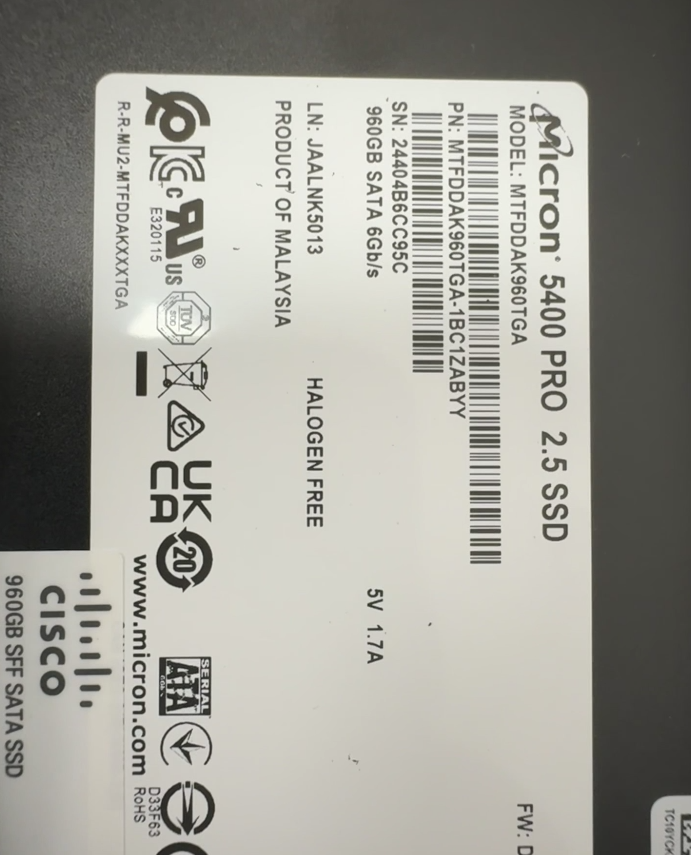 Micron® 5400 PRO 2.5 SSD
MODEL: MTFDDAK960TGA
FW: D
PN: MTFDDAK960TGA-1BC1ZABYY
SN: 24404B6CC95C
960GB SATA 6Gb/s
5V 1.7A
LN: JAALNK5013
HALOGEN FREE
PRODUCT OF MALAYSIA
c
US
®
E320115
TÜV
SUD
UK
CA
20
SERIAL
ATA
www.micron.com
D33F63
RoHS
R-R-MU2-MTFDDAKXXXTGA
CISCO
960GB SFF SATA SSD